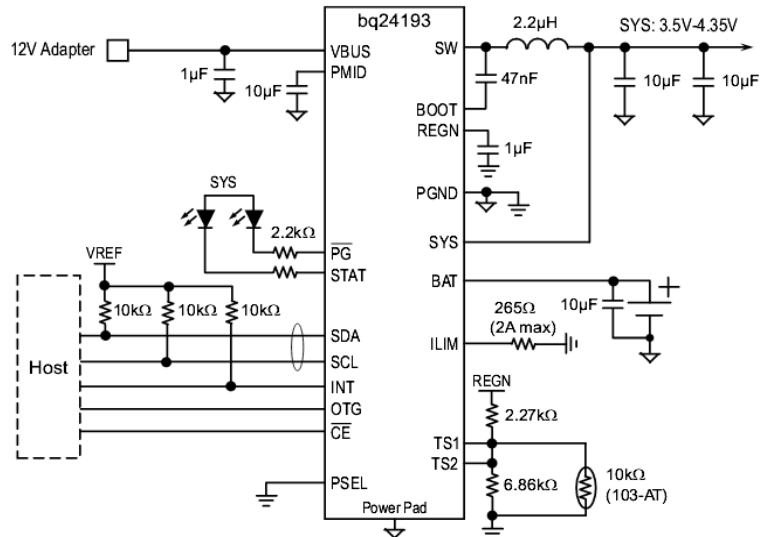 bq24193
12V Adapter
VBUS
1µF
PMID
10µF
SW
2.2µH
SYS: 3.5V-4.35V
47nF
10µF
10µF
BOOT
REGN
1µF
PGND
SYS
SYS
2.2kΩ
PG
STAT
BAT
VREF
10kΩ
10kΩ
10kΩ
10µF
265Ω
(2A max)
ILIM
Host
SDA
SCL
INT
OTG
CE
REGN
2.27kΩ
TS1
TS2
6.86kΩ
10kΩ
(103-AT)
PSEL
Power Pad
+